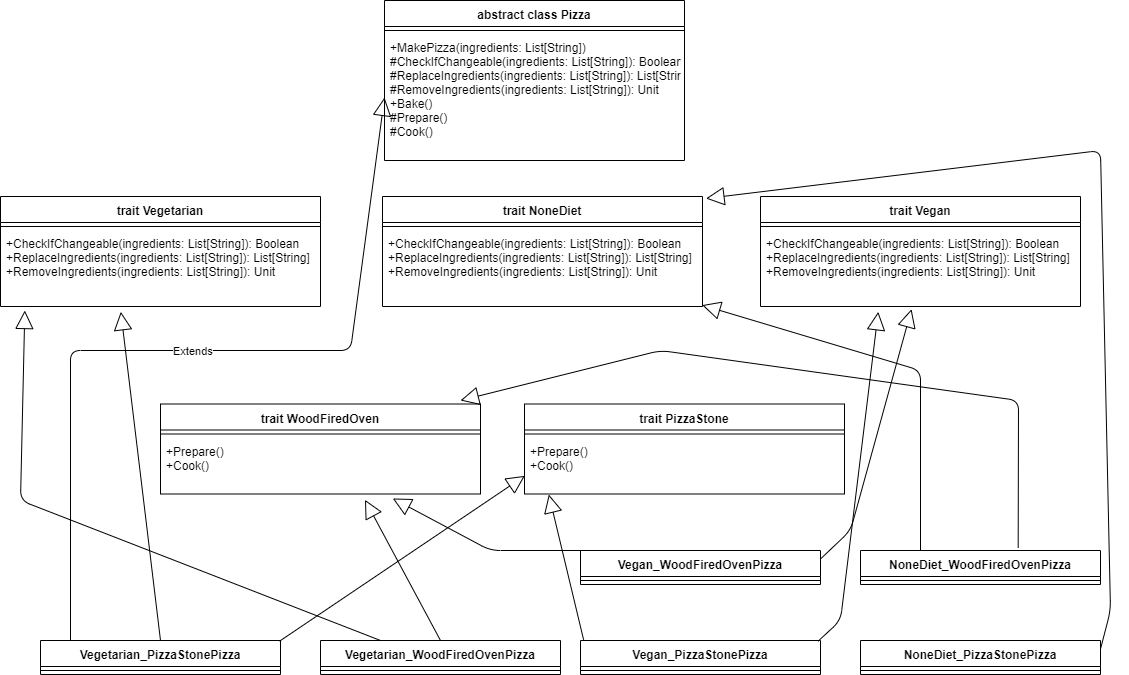 abstract class Pizza
+MakePizza(ingredients: List[String])
#CheckIfChangeable(ingredients: List[String]): Boolean
#ReplaceIngredients(ingredients: List[String]): List[Strin
#RemoveIngredients(ingredients: List[String]): Unit
+Bake()
#Prepare()
#Cook()
trait Vegetarian
+CheckIfChangeable(ingredients: List[String]): Boolean
+ReplaceIngredients(ingredients: List[String]): List[String]
+RemoveIngredients(ingredients: List[String]): Unit
trait NoneDiet
+CheckIfChangeable(ingredients: List[String]): Boolean
+ReplaceIngredients(ingredients: List[String]): List[String]
+RemoveIngredients(ingredients: List[String]): Unit
trait Vegan
+CheckIfChangeable(ingredients: List[String]): Boolean
+ReplaceIngredients(ingredients: List[String]): List[String]
+RemoveIngredients(ingredients: List[String]): Unit
Extends
trait WoodFiredOven
+Prepare()
+Cook()
trait PizzaStone
+Prepare()
+Cook()
Vegan_WoodFiredOvenPizza
NoneDiet_WoodFiredOvenPizza
Vegetarian_PizzaStonePizza
Vegetarian_WoodFiredOvenPizza
Vegan_PizzaStonePizza
NoneDiet_PizzaStonePizza